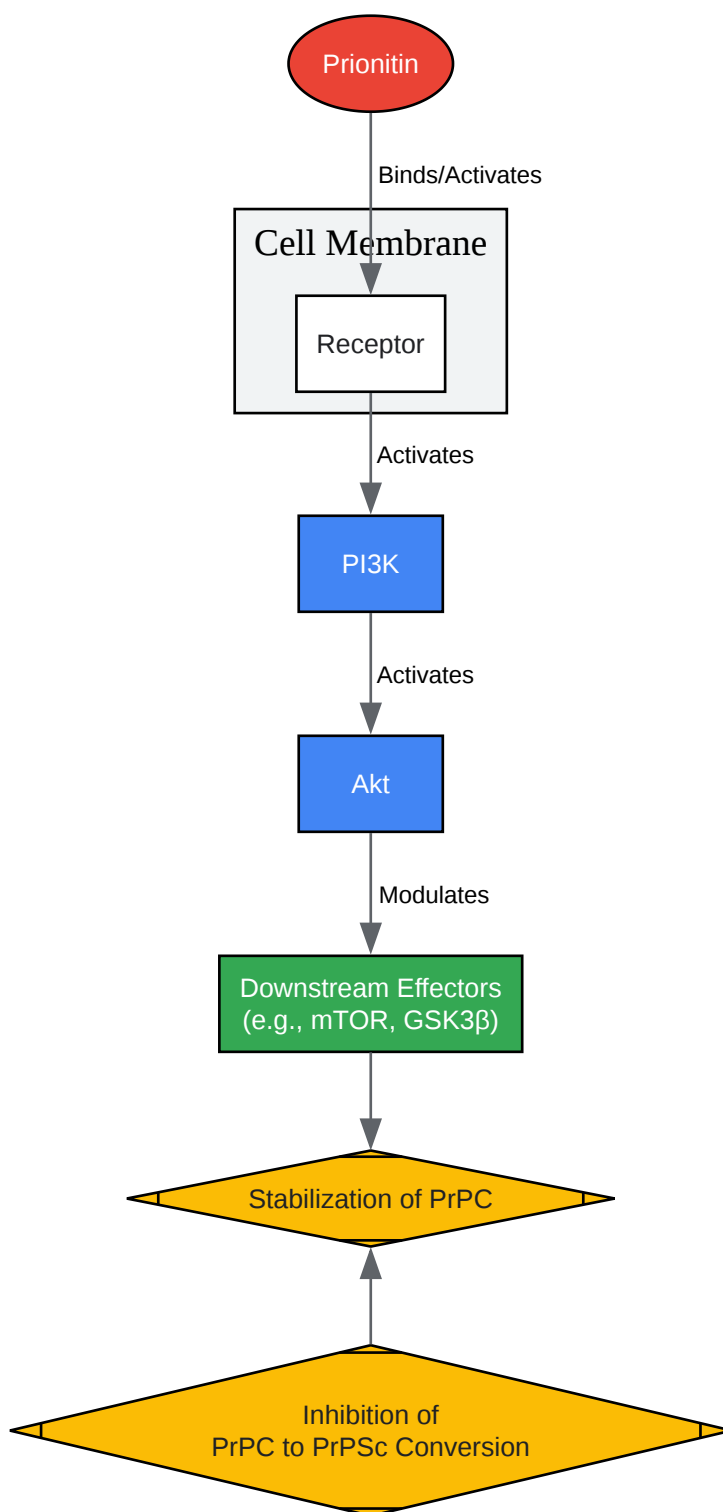 Prionitin
Binds/Activates
Cell Membrane
Receptor
Activates
PI3K
Activates
Akt
Modulates
Downstream Effectors
(e.g., mTOR, GSK3β)
Stabilization of PrPC
Inhibition of
PrPC to PrPSc Conversion